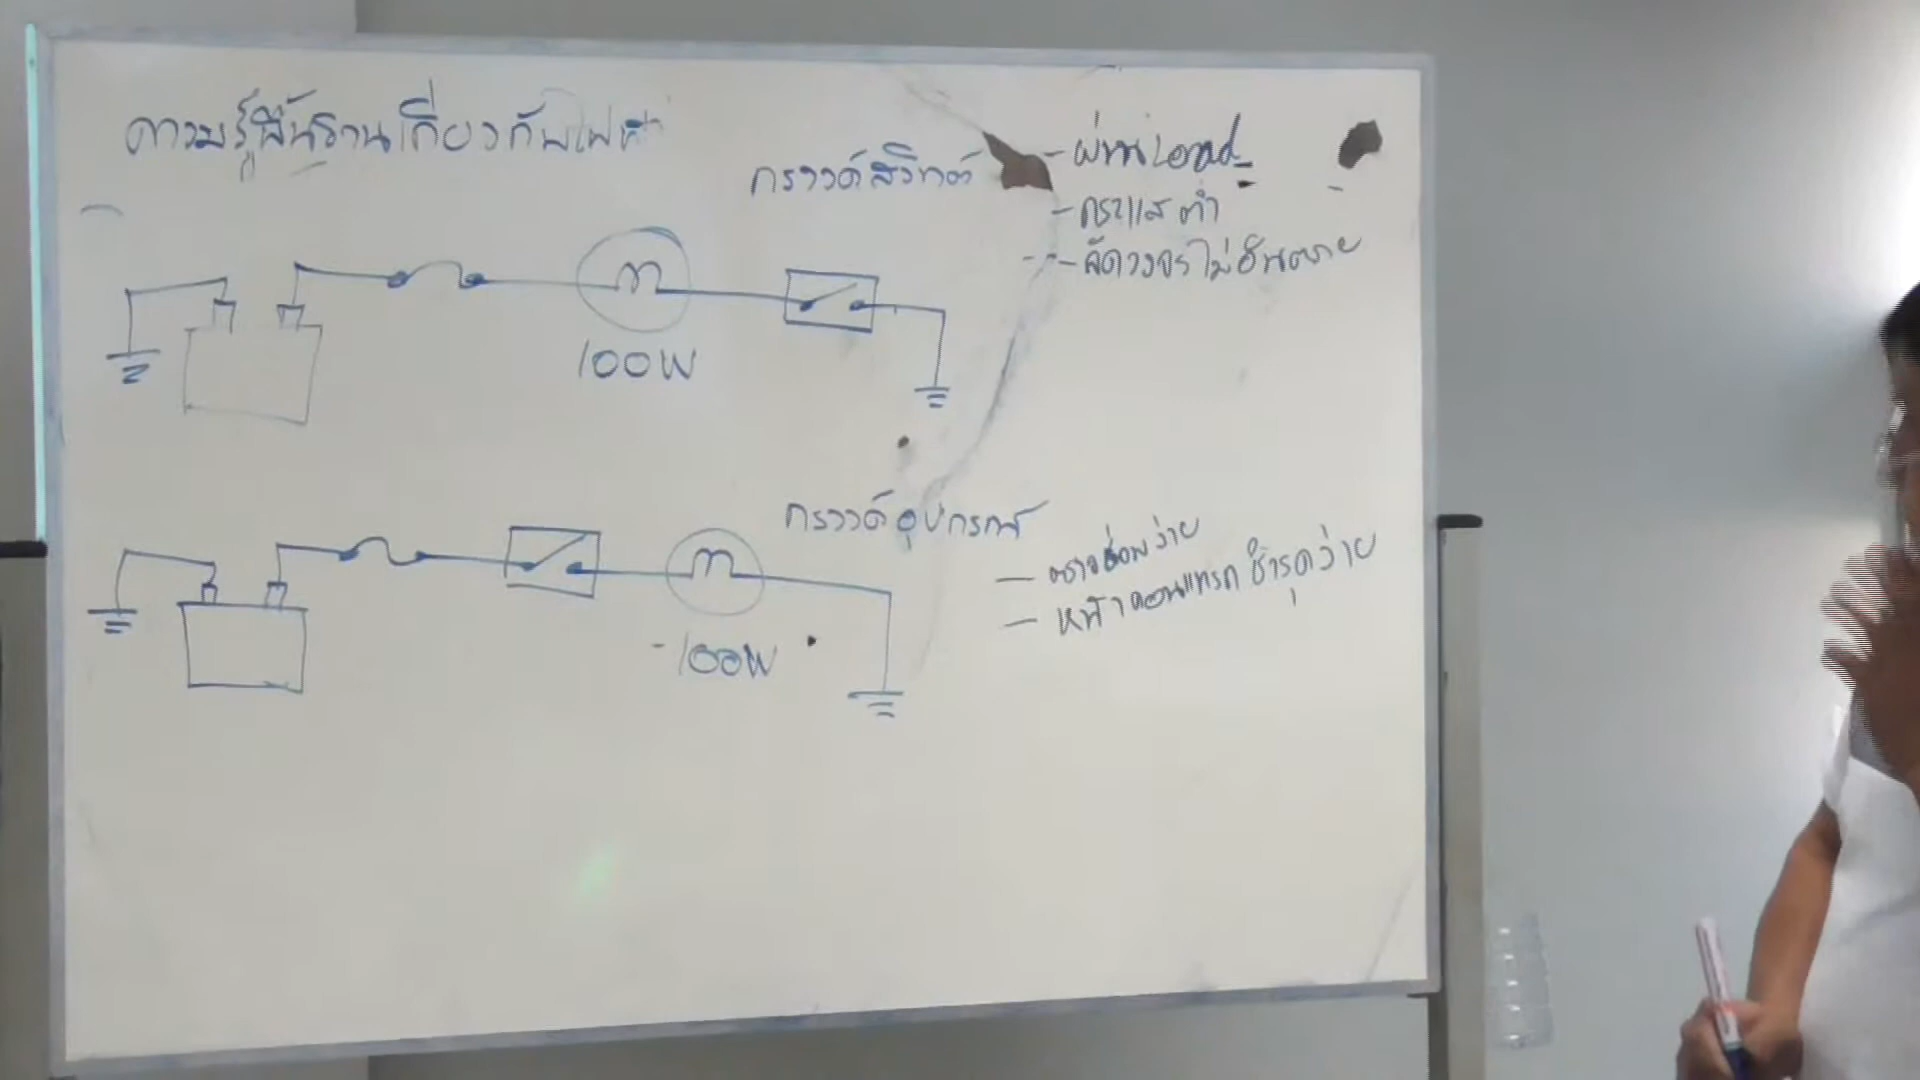 ความรู้พื้นฐานเกี่ยวกับไฟฟ้า
กราวด์สวิทต์
- ผ่าน Load
- กระแสต่ำ
- ลัดวงจรไม่อันตราย
100W
กราวด์อุปกรณ์
- ตรวจซ่อมง่าย
- หน้าคอนแทรคชำรุดง่าย
100W